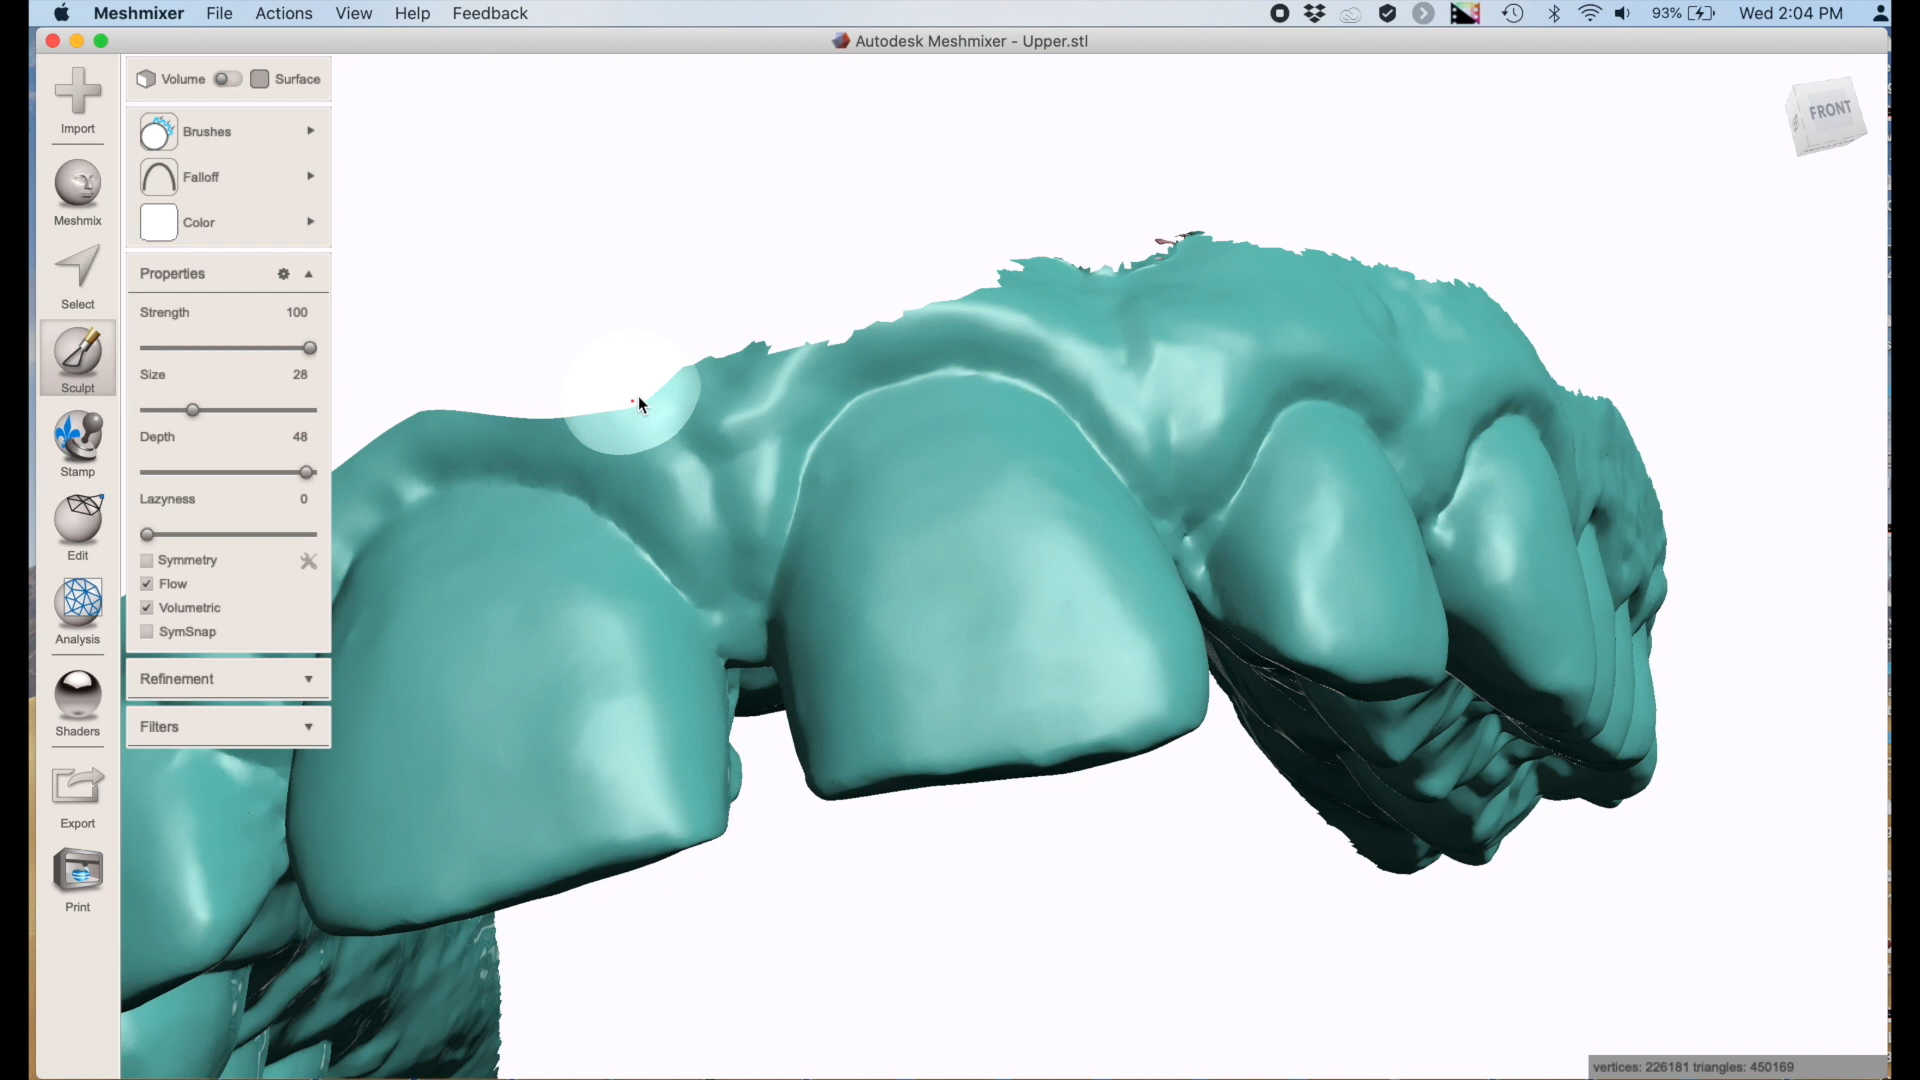 Meshmixer File Actions View Help Feedback 93% Wed 2:04 PM
Autodesk Meshmixer - Upper.stl
Import
Meshmix
Select
Sculpt
Stamp
Edit
Analysis
Shaders
Export
Print
Volume Surface
Brushes
Falloff
Color
Properties
Strength 100
Size 28
Depth 48
Lazyness 0
Symmetry
Flow
Volumetric
SymSnap
Refinement
Filters
FRONT
vertices: 226181 triangles: 450169